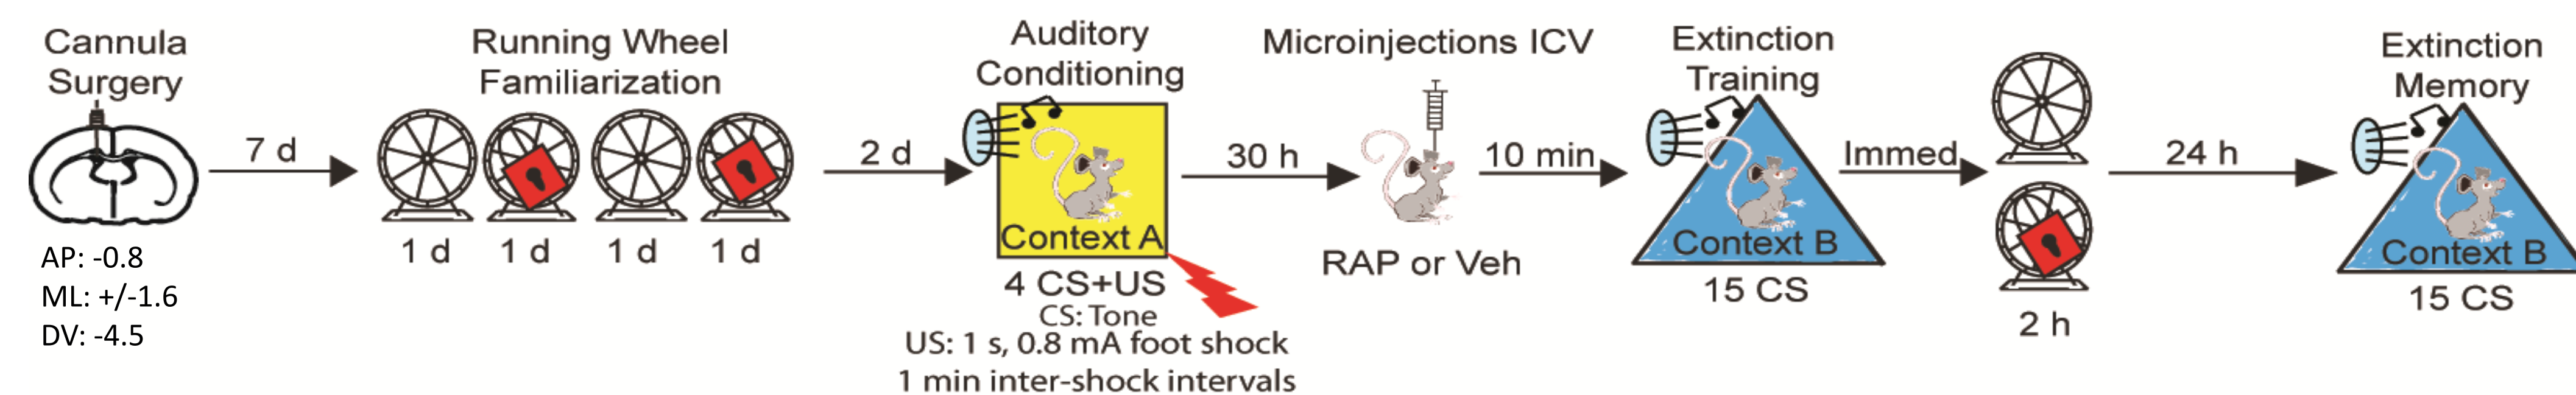 Cannula
Surgery
AP: -0.8
ML: +/-1.6
DV: -4.5
7 d
Running Wheel
Familiarization
1 d
1 d
1 d
1 d
2 d
Auditory
Conditioning
Context A
4 CS+US
CS: Tone
US: 1 s, 0.8 mA foot shock
1 min inter-shock intervals
30 h
Microinjections ICV
RAP or Veh
10 min
Extinction
Training
Context B
15 CS
Immed
2 h
24 h
Extinction
Memory
Context B
15 CS